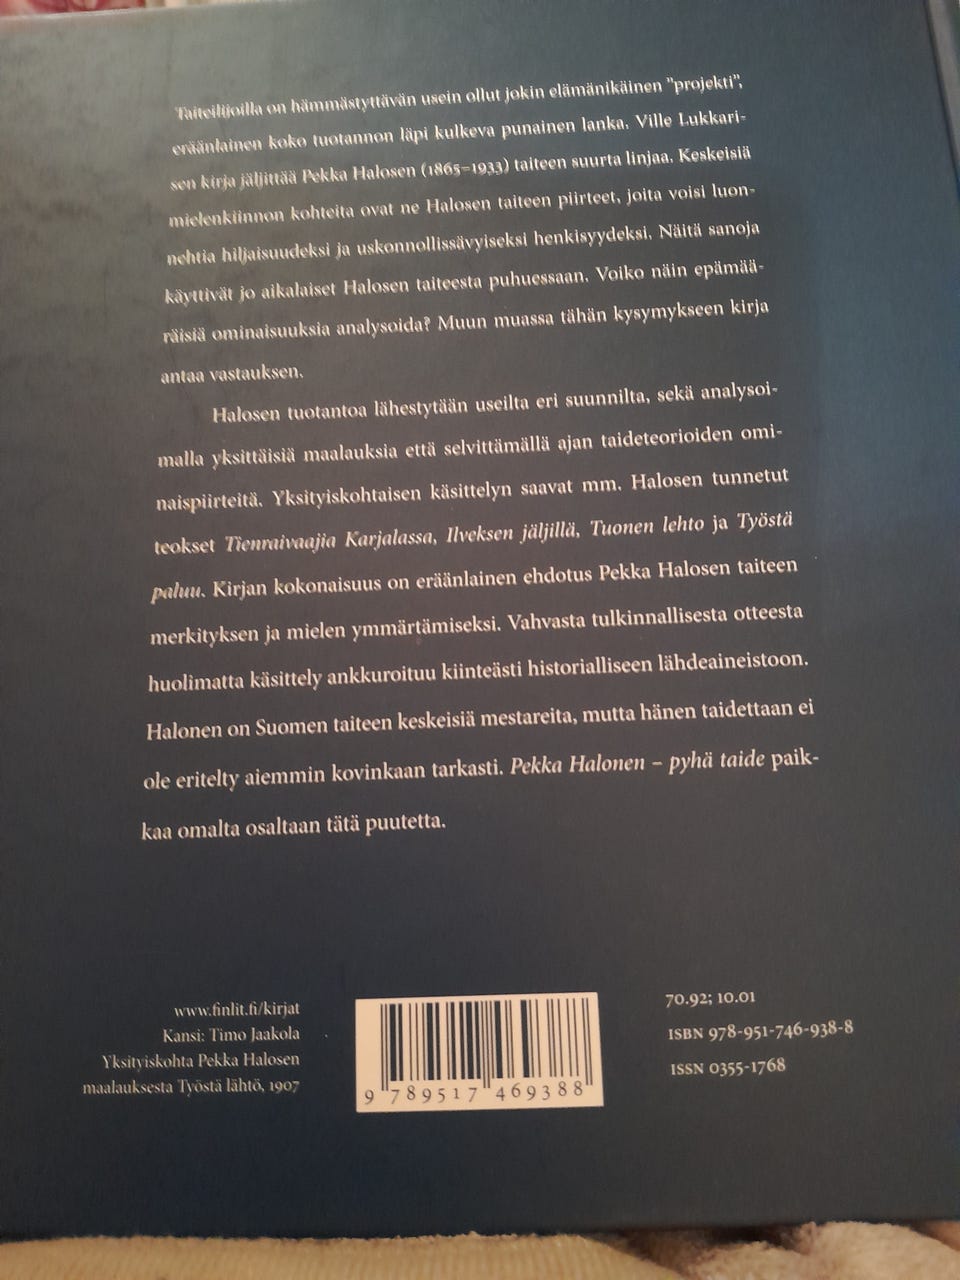 Taiteilijoilla on hämmästyttävän usein ollut jokin elämänikäinen ”projekti”,
eräänlainen koko tuotannon läpi kulkeva punainen lanka. Ville Lukkari-
sen kirja jäljittää Pekka Halosen (1865–1933) taiteen suurta linjaa. Keskeisiä
mielenkiinnon kohteita ovat ne Halosen taiteen piirteet, joita voisi luon-
nehtia hiljaisuudeksi ja uskonnollissävyiseksi henkisyydeksi. Näitä sanoja
käyttivät jo aikalaiset Halosen taiteesta puhuessaan. Voiko näin epämää-
räisiä ominaisuuksia analysoida? Muun muassa tähän kysymykseen kirja
antaa vastauksen.
Halosen tuotantoa lähestytään useilta eri suunnilta, sekä analysoi-
malla yksittäisiä maalauksia että selvittämällä ajan taideteorioiden omi-
naispiirteitä. Yksityiskohtaisen käsittelyn saavat mm. Halosen tunnetut
teokset Tienraivaajia Karjalassa, Ilveksen jäljillä, Tuonen lehto ja Työstä
paluu. Kirjan kokonaisuus on eräänlainen ehdotus Pekka Halosen taiteen
merkityksen ja mielen ymmärtämiseksi. Vahvasta tulkinnallisesta otteesta
huolimatta käsittely ankkuroituu kiinteästi historialliseen lähdeaineistoon.
Halonen on Suomen taiteen keskeisiä mestareita, mutta hänen taidettaan ei
ole eritelty aiemmin kovinkaan tarkasti. Pekka Halonen – pyhä taide paik-
kaa omalta osaltaan tätä puutetta.
www.finlit.fi/kirjat
Kansi: Timo Jaakola
Yksityiskohta Pekka Halosen
maalauksesta Työstä lähtö, 1907
9 789517 469388
70.92; 10.01
ISBN 978-951-746-938-8
ISSN 0355-1768